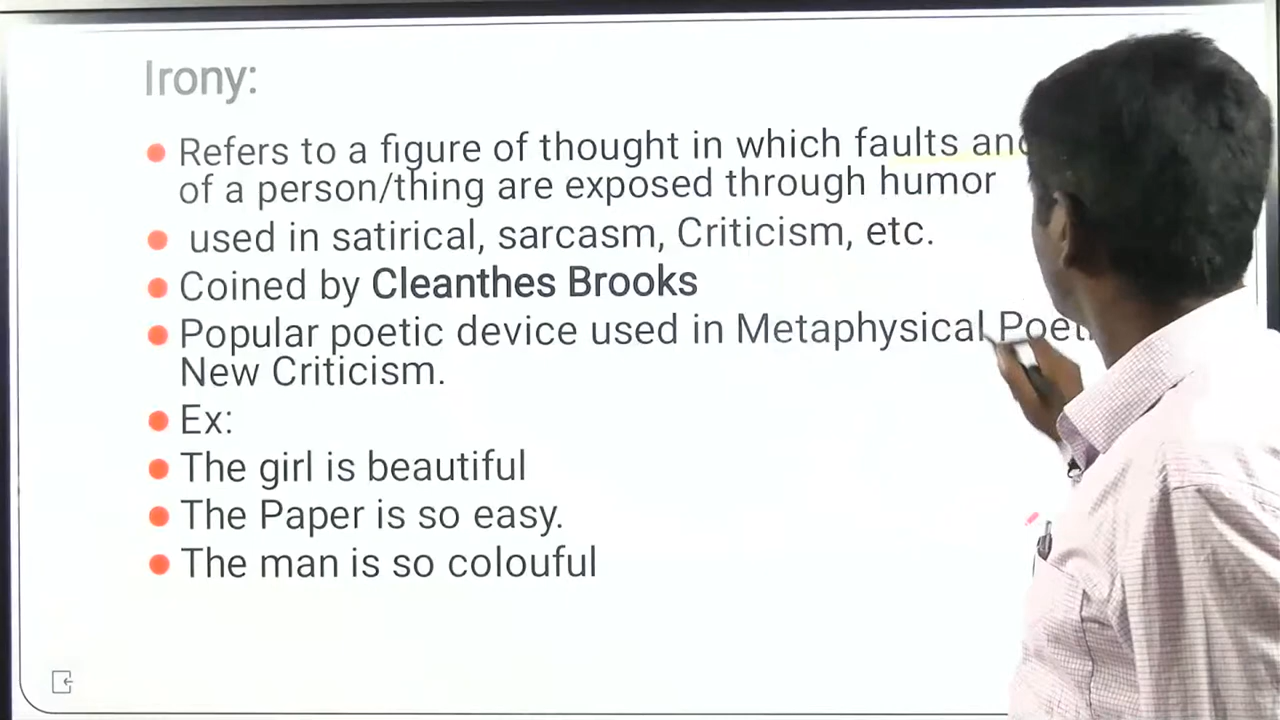 Irony:
Refers to a figure of thought in which faults and
of a person/thing are exposed through humor
used in satirical, sarcasm, Criticism, etc.
Coined by Cleanthes Brooks
Popular poetic device used in Metaphysical
New Criticism.
Ex:
The girl is beautiful
The Paper is so easy.
The man is so colouful